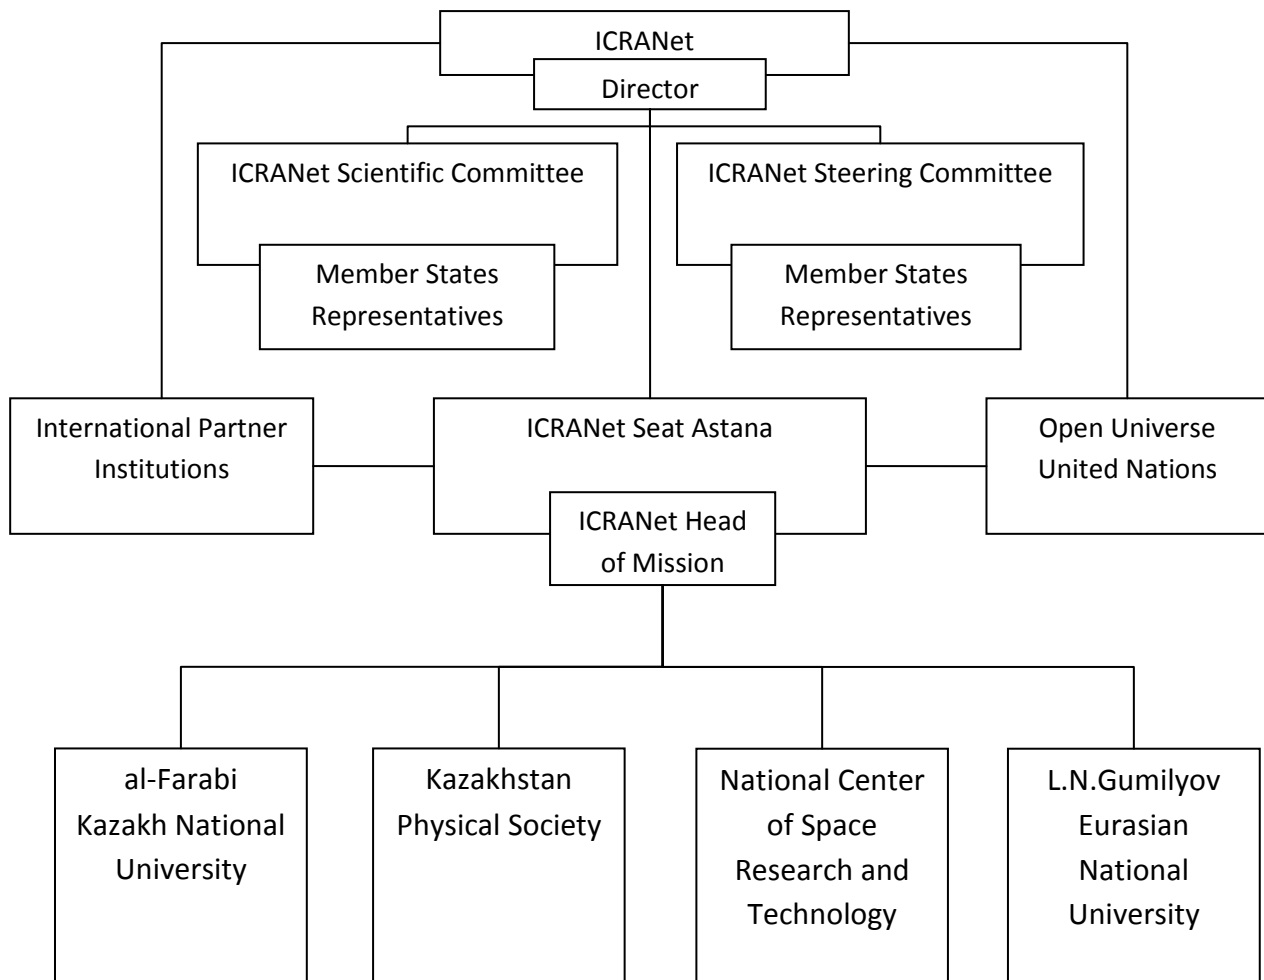 ICRANet
Director
ICRANet Scientific Committee
ICRANet Steering Committee
Member States
Representatives
Member States
Representatives
International Partner
Institutions
ICRANet Seat Astana
Open Universe
United Nations
ICRANet Head
of Mission
al-Farabi
Kazakh National
University
Kazakhstan
Physical Society
National Center
of Space
Research and
Technology
L.N.Gumilyov
Eurasian
National
University